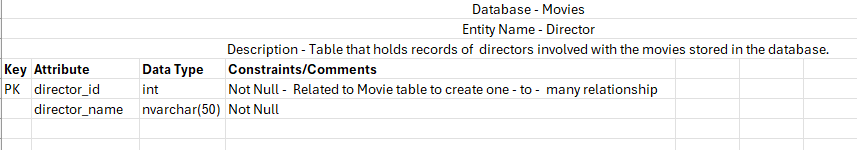 Database - Movies
Entity Name - Director
Description - Table that holds records of directors involved with the movies stored in the database.
Key Attribute Data Type Constraints/Comments
PK director_id int Not Null - Related to Movie table to create one - to - many relationship
director_name nvarchar(50) Not Null